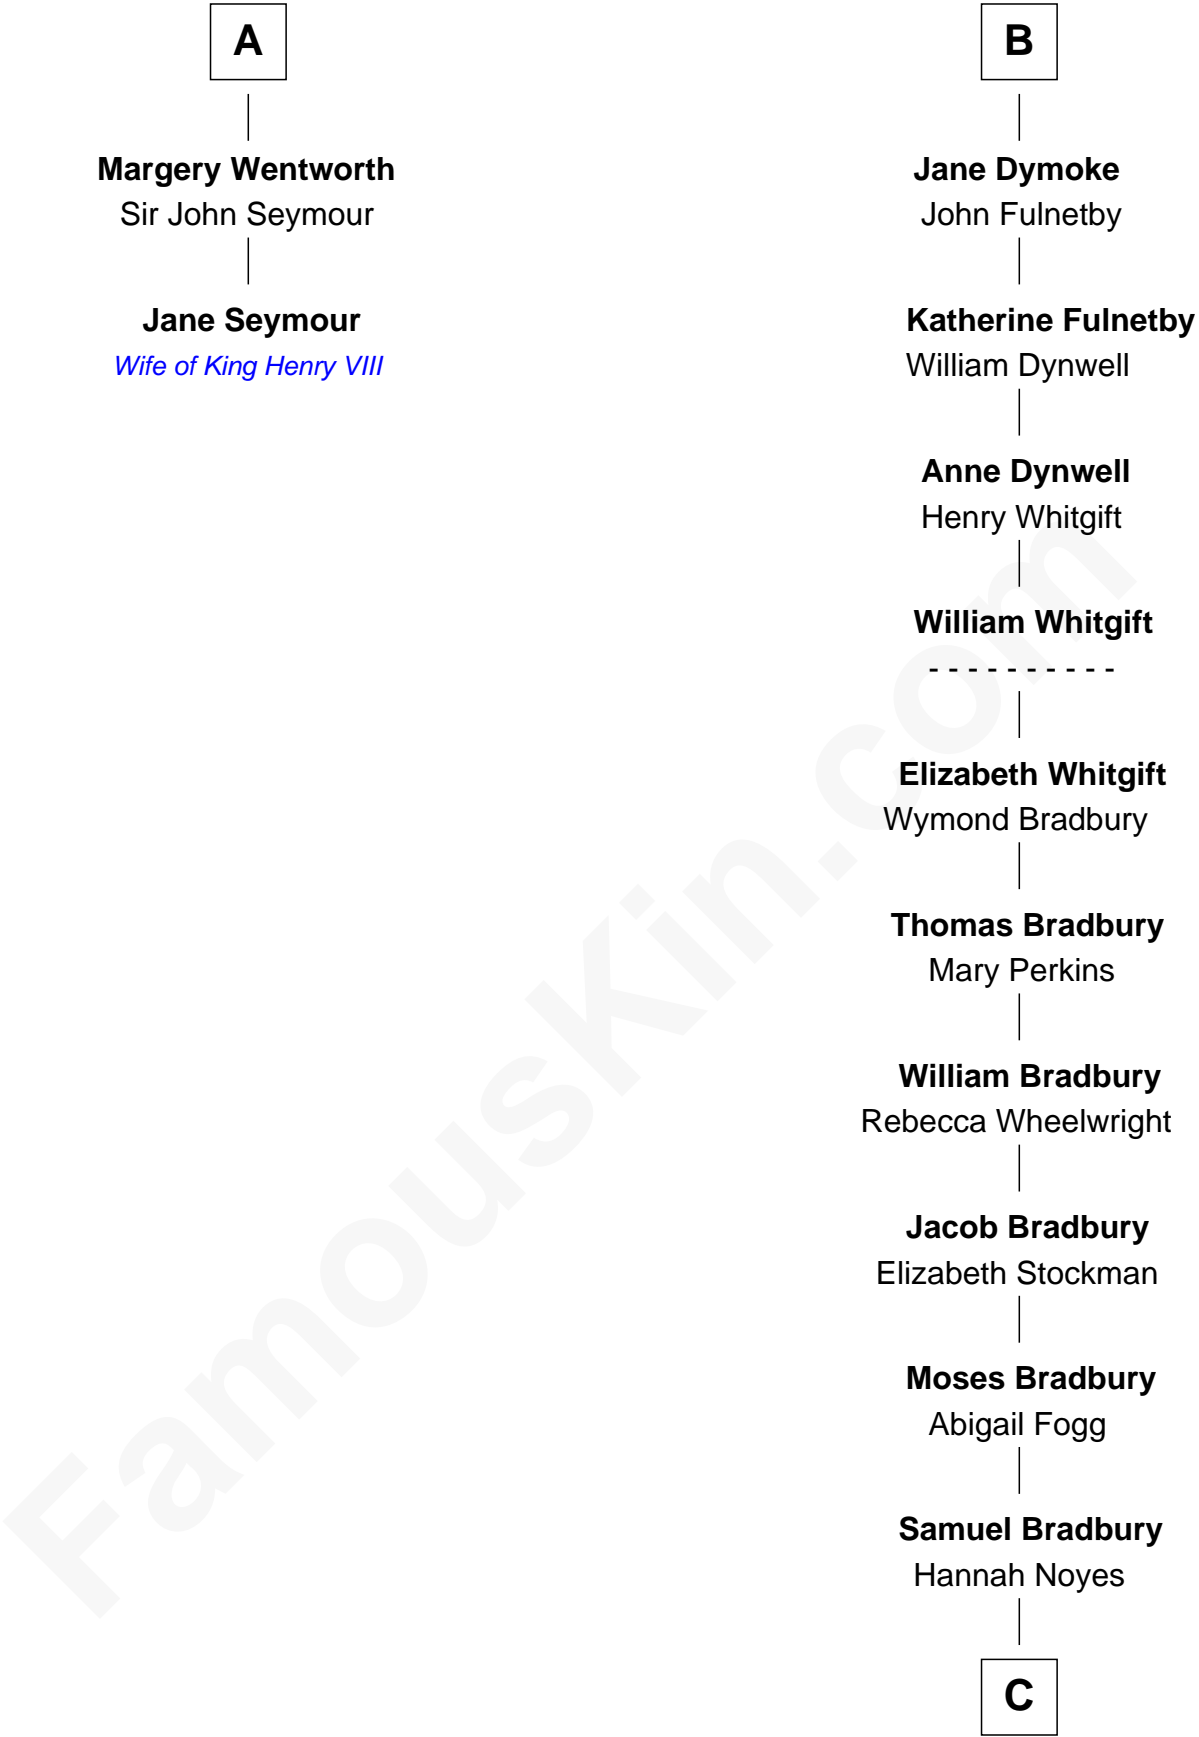 A
Margery Wentworth
Sir John Seymour
Jane Seymour
Wife of King Henry VIII
B
Jane Dymoke
John Fulnetby
Katherine Fulnetby
William Dynwell
Anne Dynwell
Henry Whitgift
William Whitgift
- - - - - - - - - -
Elizabeth Whitgift
Wymond Bradbury
Thomas Bradbury
Mary Perkins
William Bradbury
Rebecca Wheelwright
Jacob Bradbury
Elizabeth Stockman
Moses Bradbury
Abigail Fogg
Samuel Bradbury
Hannah Noyes
C
FamousKin.com